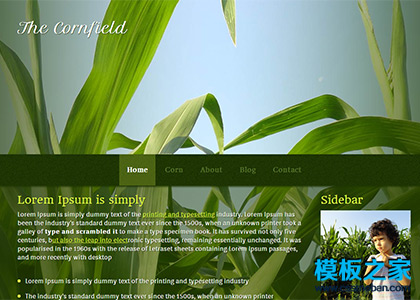 The Cornfield
Home Corn About Blog Contact
Lorem Ipsum is simply
Lorem Ipsum is simply dummy text of the printing and typesetting industry. Lorem Ipsum has
been the industry's standard dummy text ever since the 1500s, when an unknown printer took
a galley of type and scrambled it to make a type specimen book. It has survived not only five
centuries, but also the leap into electronic typesetting, remaining essentially unchanged. It was
popularised in the 1960s with the release of Letraset sheets containing Lorem Ipsum passages,
and more recently with desktop
Lorem Ipsum is simply dummy text of the printing and typesetting industry
industry's standard dummy text ever since the 1500s, when an unknown printer
Sidebar
模板之家